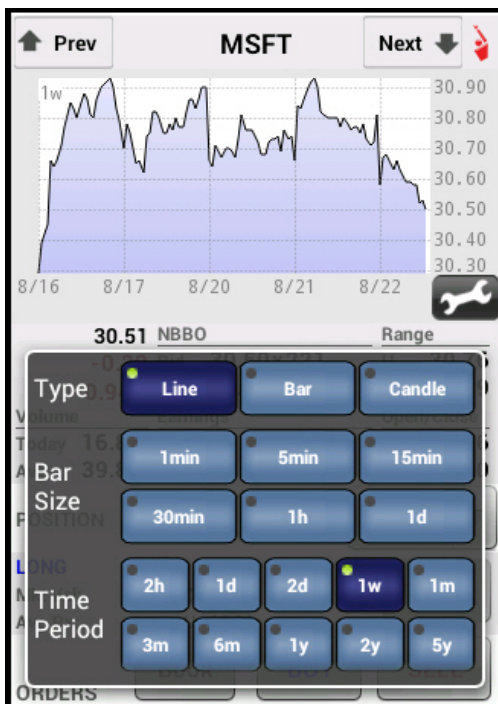 Prev MSFT Next
1w
30.90
30.80
30.70
30.60
30.50
30.40
30.30
8/16 8/17 8/20 8/21 8/22
30.51 NBBO Range
Type Line Bar Candle
Volume
Bar Size 1min 5min 15min
30min 1h 1d
POSITION
LONG
Time Period 2h 1d 2d 1w 1m
3m 6m 1y 2y 5y
ORDERS